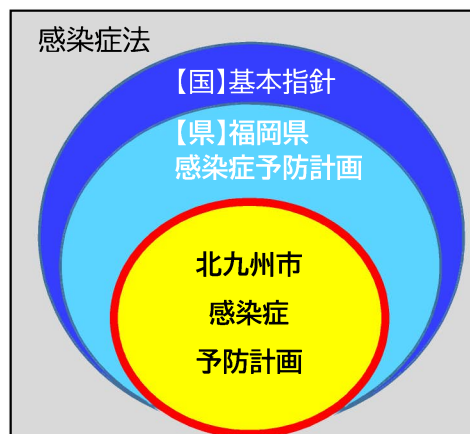 感染症法
【国】基本指針
【県】福岡県
感染症予防計画
北九州市
感染症
予防計画